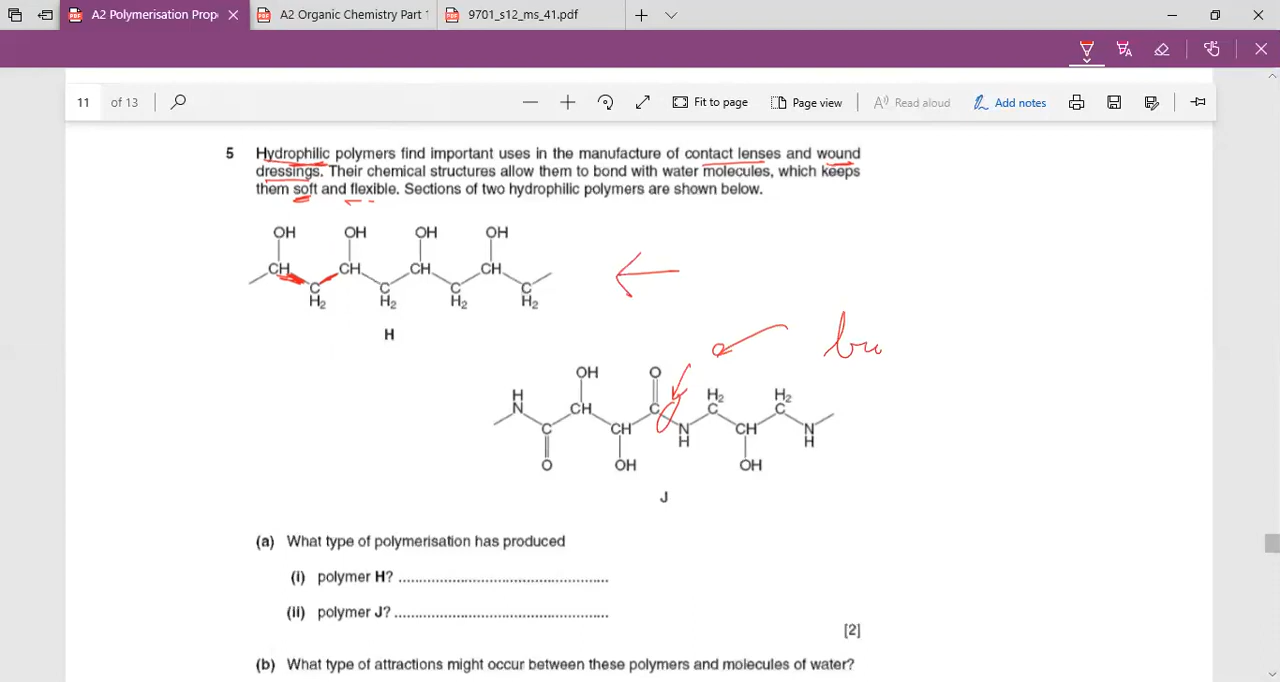 A2 Polymerisation Prop
A2 Organic Chemistry Part 1
9701_s12_ms_41.pdf
11 of 13
Fit to page
Page view
Read aloud
Add notes
5 Hydrophilic polymers find important uses in the manufacture of contact lenses and wound
dressings. Their chemical structures allow them to bond with water molecules, which keeps
them soft and flexible. Sections of two hydrophilic polymers are shown below.
OH OH OH OH
CH CH CH CH
C C C C
H2 H2 H2 H2
H
bu
OH O
H H2 H2
N CH C C C
C CH N CH N
H H
O OH OH
J
(a) What type of polymerisation has produced
(i) polymer H? ..................................................
(ii) polymer J? ...................................................
[2]
(b) What type of attractions might occur between these polymers and molecules of water?